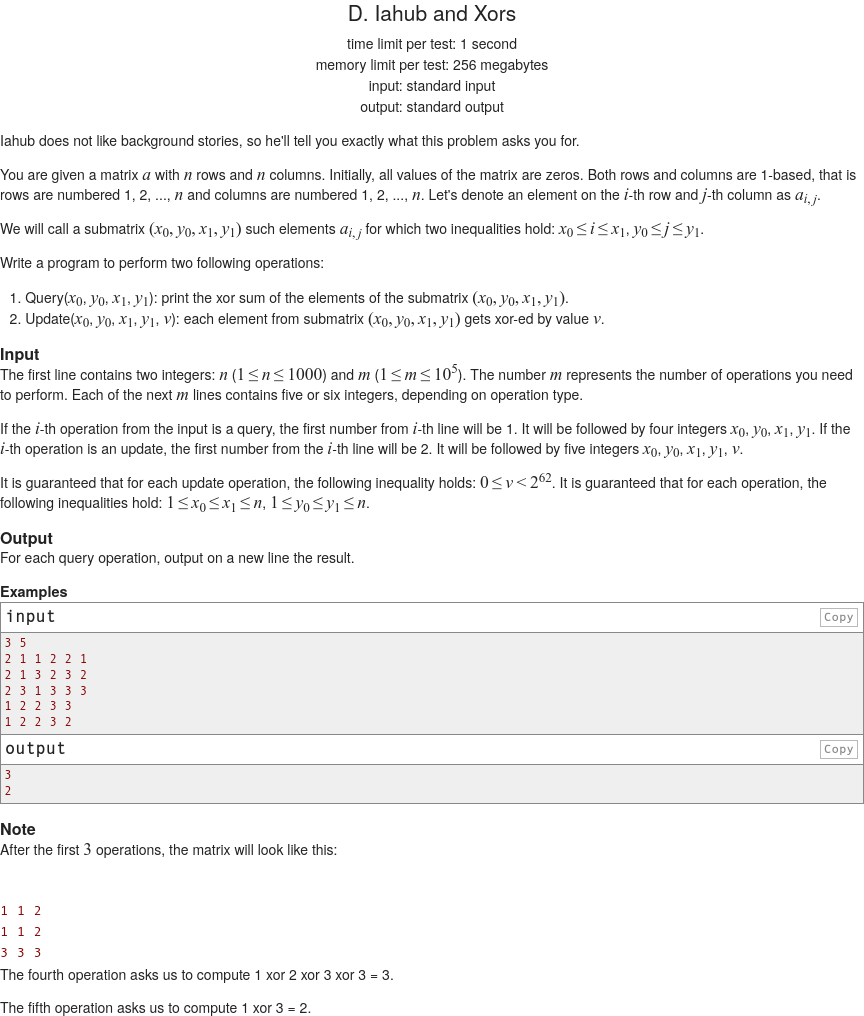 D. Iahub and Xors
time limit per test: 1 second
memory limit per test: 256 megabytes
input: standard input
output: standard output
Iahub does not like background stories, so he'll tell you exactly what this problem asks you for.
You are given a matrix a with n rows and n columns. Initially, all values of the matrix are zeros. Both rows and columns are 1-based, that is
rows are numbered 1, 2, ..., n and columns are numbered 1, 2, ..., n. Let's denote an element on the i-th row and j-th column as a_{i, j}.
We will call a submatrix (x_0, y_0, x_1, y_1) such elements a_{i, j} for which two inequalities hold: x_0 ≤ i ≤ x_1, y_0 ≤ j ≤ y_1.
Write a program to perform two following operations:
1. Query(x_0, y_0, x_1, y_1): print the xor sum of the elements of the submatrix (x_0, y_0, x_1, y_1).
2. Update(x_0, y_0, x_1, y_1, v): each element from submatrix (x_0, y_0, x_1, y_1) gets xor-ed by value v.
Input
The first line contains two integers: n (1 ≤ n ≤ 1000) and m (1 ≤ m ≤ 10^5). The number m represents the number of operations you need
to perform. Each of the next m lines contains five or six integers, depending on operation type.
If the i-th operation from the input is a query, the first number from i-th line will be 1. It will be followed by four integers x_0, y_0, x_1, y_1. If the
i-th operation is an update, the first number from the i-th line will be 2. It will be followed by five integers x_0, y_0, x_1, y_1, v.
It is guaranteed that for each update operation, the following inequality holds: 0 ≤ v < 2^62. It is guaranteed that for each operation, the
following inequalities hold: 1 ≤ x_0 ≤ x_1 ≤ n, 1 ≤ y_0 ≤ y_1 ≤ n.
Output
For each query operation, output on a new line the result.
Examples
input Copy
3 5
2 1 1 2 2 1
2 1 3 2 3 2
2 3 1 3 3 3
1 2 2 3 3
1 2 2 3 2
output Copy
3
2
Note
After the first 3 operations, the matrix will look like this:
1 1 2
1 1 2
3 3 3
The fourth operation asks us to compute 1 xor 2 xor 3 xor 3 = 3.
The fifth operation asks us to compute 1 xor 3 = 2.